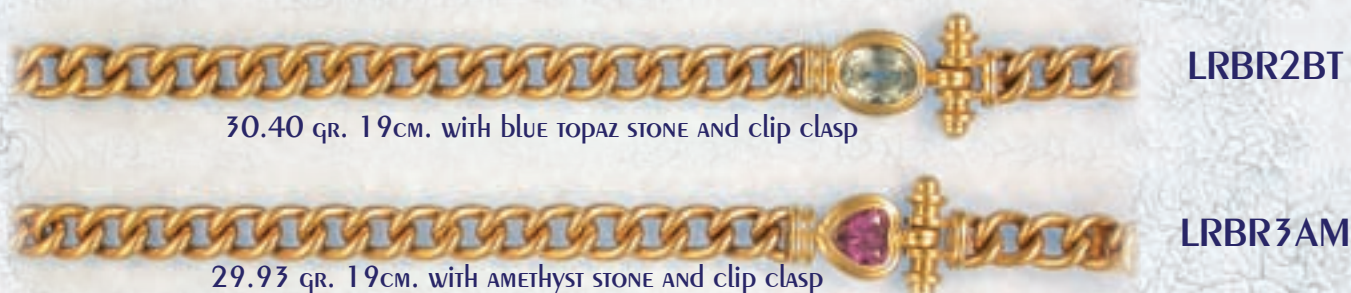 LRBR2BT
30.40 GR. 19CM. WITH BLUE TOPAZ STONE AND CLIP CLASP
LRBR3AM
29.93 GR. 19CM. WITH AMETHYST STONE AND CLIP CLASP